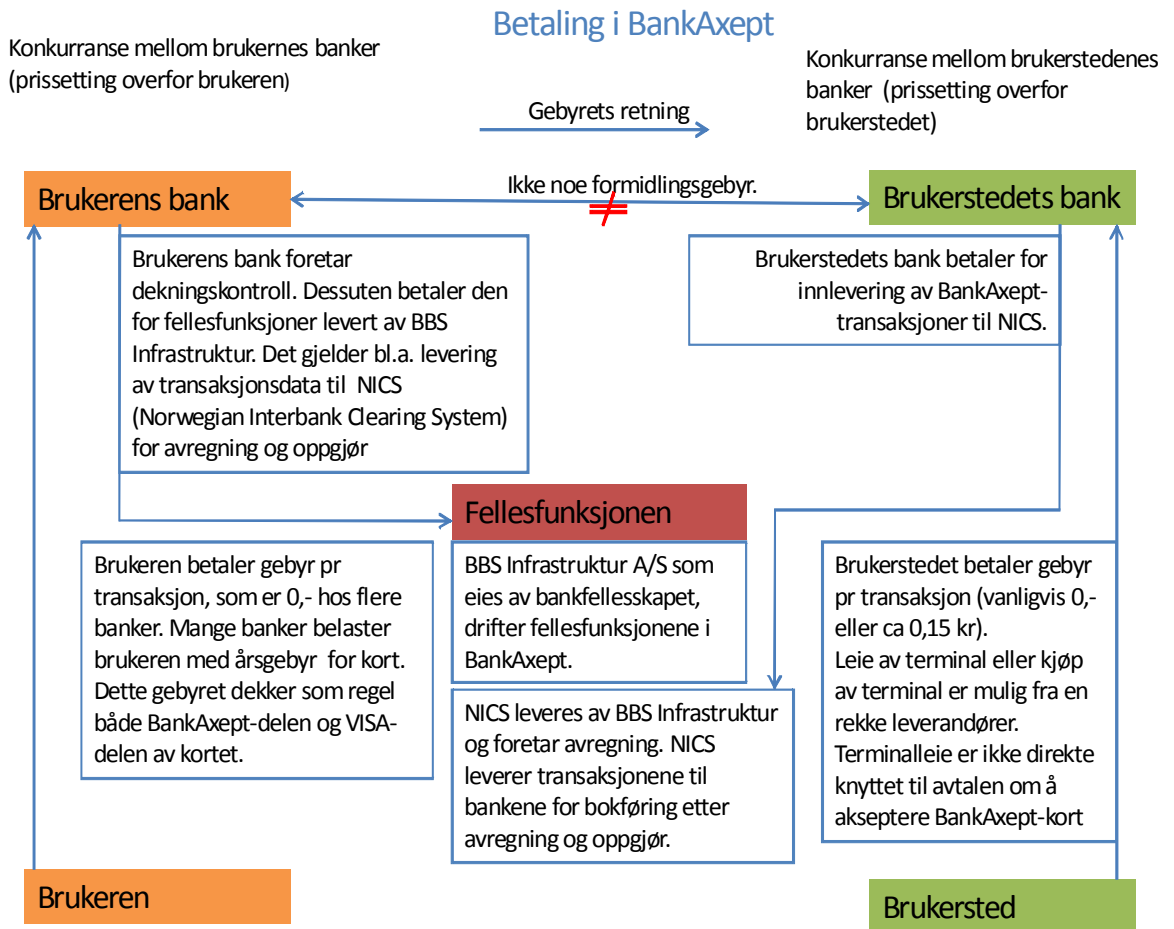 Betaling i BankAxept
Konkurranse mellom brukernes banker
(prissetting overfor brukeren)
Konkurranse mellom brukerstedenes
banker (prissetting overfor
brukerstedet)
Gebyrets retning
Brukerens bank
Ikke noe formidlingsgebyr.
Brukerstedets bank
Brukerens bank foretar
dekningskontroll. Dessuten betaler den
for fellesfunksjoner levert av BBS
Infrastruktur. Det gjelder bl.a. levering
av transaksjonsdata til NICS
(Norwegian Interbank Clearing System)
for avregning og oppgjør
Brukerstedets bank betaler for
innlevering av BankAxept-
transaksjoner til NICS.
Fellesfunksjonen
Brukeren betaler gebyr pr
transaksjon, som er 0,- hos flere
banker. Mange banker belaster
brukeren med årsgebyr for kort.
Dette gebyret dekker som regel
både BankAxept-delen og VISA-
delen av kortet.
BBS Infrastruktur A/S som
eies av bankfellesskapet,
drifter fellesfunksjonene i
BankAxept.
NICS leveres av BBS Infrastruktur
og foretar avregning. NICS
leverer transaksjonene til
bankene for bokføring etter
avregning og oppgjør.
Brukerstedet betaler gebyr
pr transaksjon (vanligvis 0,-
eller ca 0,15 kr).
Leie av terminal eller kjøp
av terminal er mulig fra en
rekke leverandører.
Terminalleie er ikke direkte
knyttet til avtalen om å
akseptere BankAxept-kort
Brukeren
Brukersted